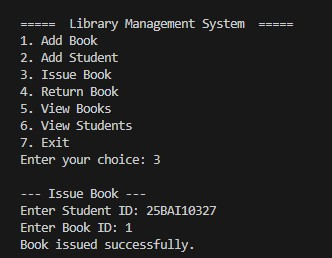 =====  Library Management System  =====
1. Add Book
2. Add Student
3. Issue Book
4. Return Book
5. View Books
6. View Students
7. Exit
Enter your choice: 3
--- Issue Book ---
Enter Student ID: 25BAI10327
Enter Book ID: 1
Book issued successfully.